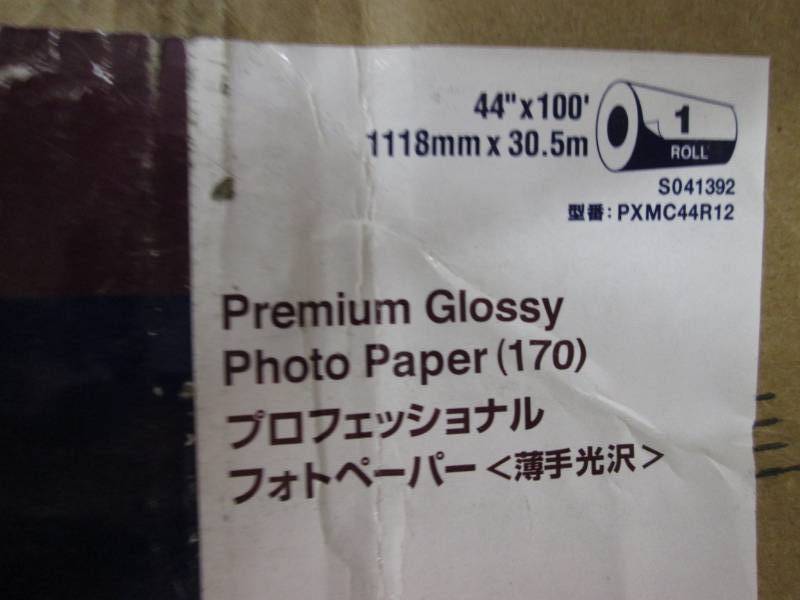 44"x100'
1118mm x 30.5m
1
ROLL
S041392
型番：PXMC44R12
Premium Glossy
Photo Paper (170)
プロフェッショナル
フォトペーパー＜薄手光沢＞